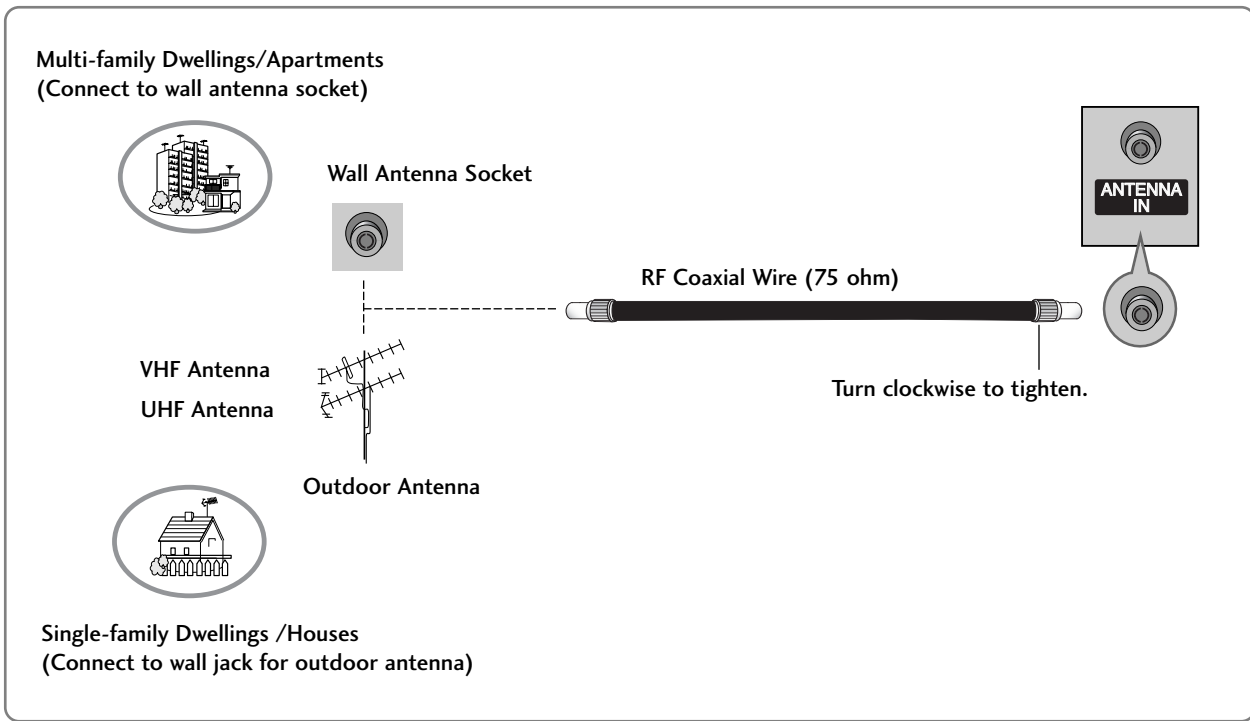 Multi-family Dwellings/Apartments
(Connect to wall antenna socket)
Wall Antenna Socket
ANTENNA
IN
RF Coaxial Wire (75 ohm)
VHF Antenna
UHF Antenna
Turn clockwise to tighten.
Outdoor Antenna
Single-family Dwellings /Houses
(Connect to wall jack for outdoor antenna)